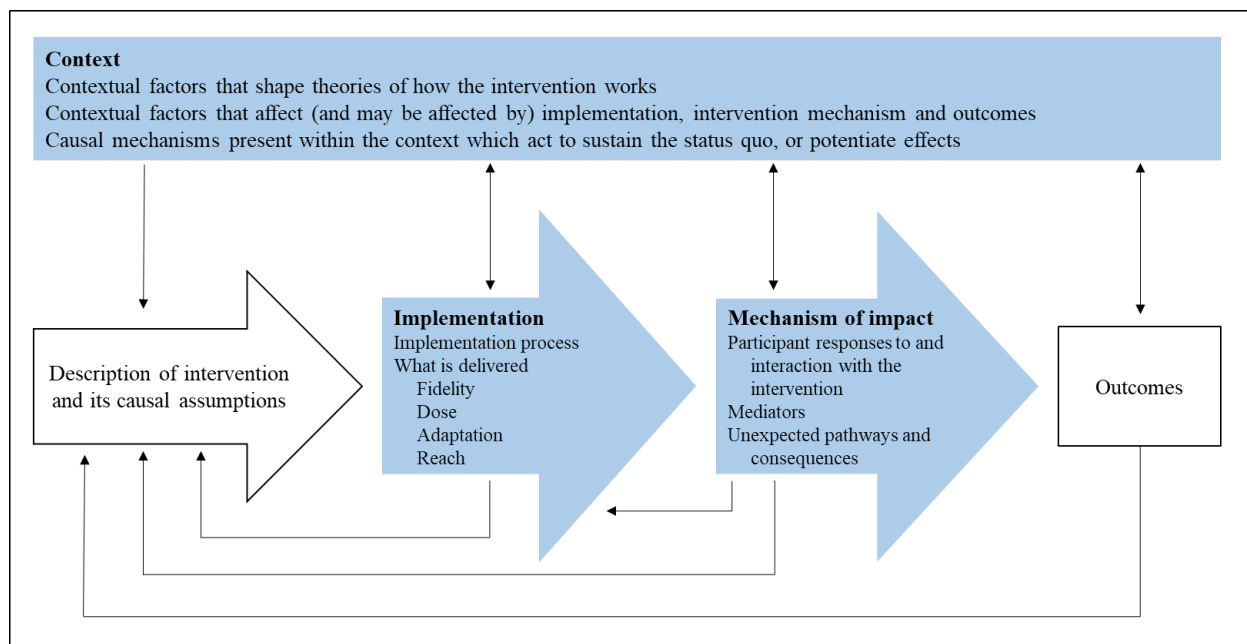 Context
Contextual factors that shape theories of how the intervention works
Contextual factors that affect (and may be affected by) implementation, intervention mechanism and outcomes
Causal mechanisms present within the context which act to sustain the status quo, or potentiate effects
Description of intervention
and its causal assumptions
Implementation
Implementation process
What is delivered
Fidelity
Dose
Adaptation
Reach
Mechanism of impact
Participant responses to and
interaction with the
intervention
Mediators
Unexpected pathways and
consequences
Outcomes